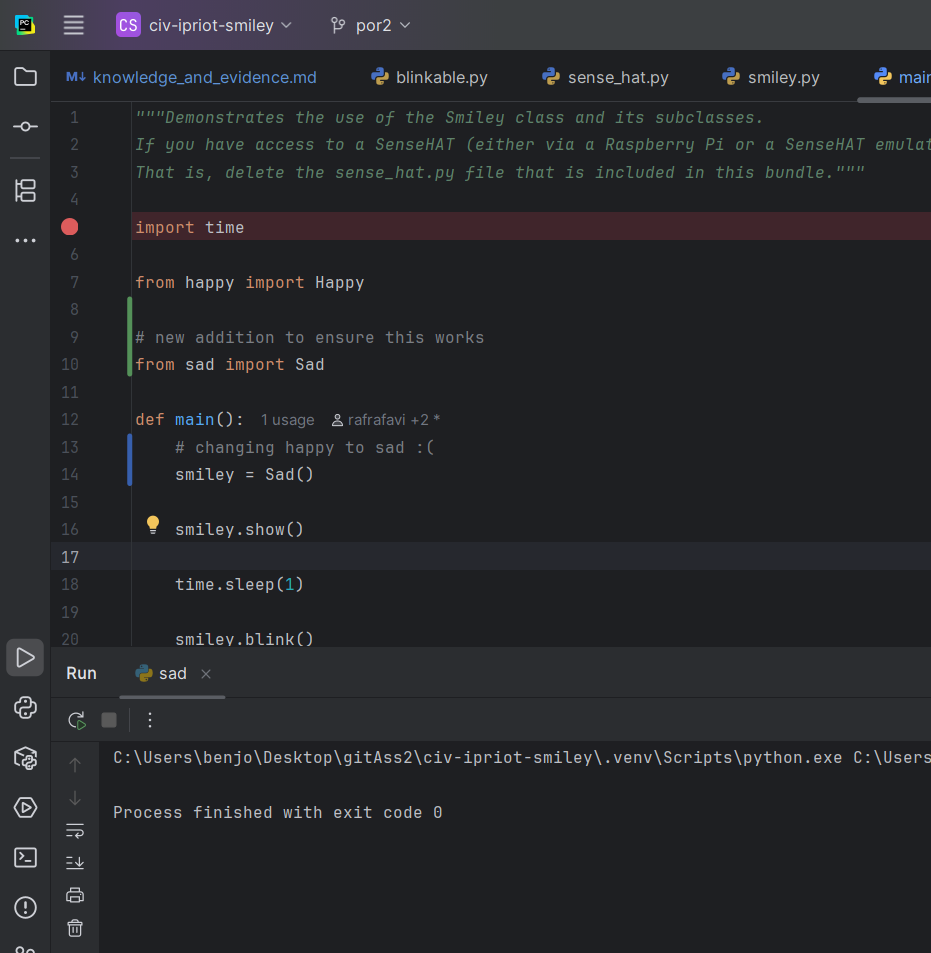 PC
CS civ-ipriot-smiley por2
M↓ knowledge_and_evidence.md blinkable.py sense_hat.py smiley.py mai
1 """Demonstrates the use of the Smiley class and its subclasses.
2 If you have access to a SenseHAT (either via a Raspberry Pi or a SenseHAT emulat
3 That is, delete the sense_hat.py file that is included in this bundle."""
4
import time
6
7 from happy import Happy
8
9 # new addition to ensure this works
10 from sad import Sad
11
12 def main(): 1 usage rafrafavi +2 *
13 # changing happy to sad :(
14 smiley = Sad()
15
16 smiley.show()
17
18 time.sleep(1)
19
20 smiley.blink()
Run sad
C:\Users\benjo\Desktop\gitAss2\civ-ipriot-smiley\.venv\Scripts\python.exe C:\Users
Process finished with exit code 0